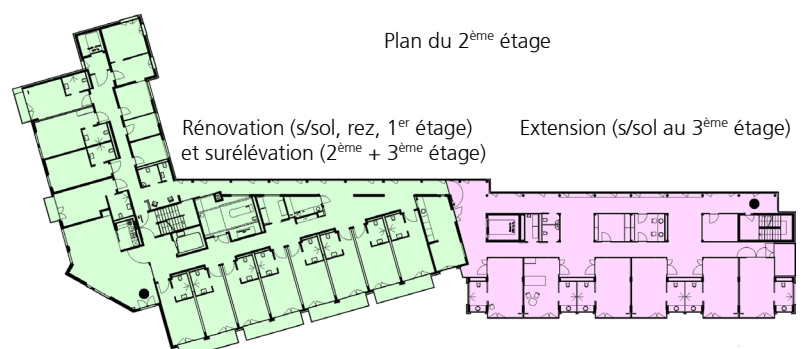 Plan du 2ème étage
Rénovation (s/sol, rez, 1er étage)
et surélévation (2ème + 3ème étage)
Extension (s/sol au 3ème étage)